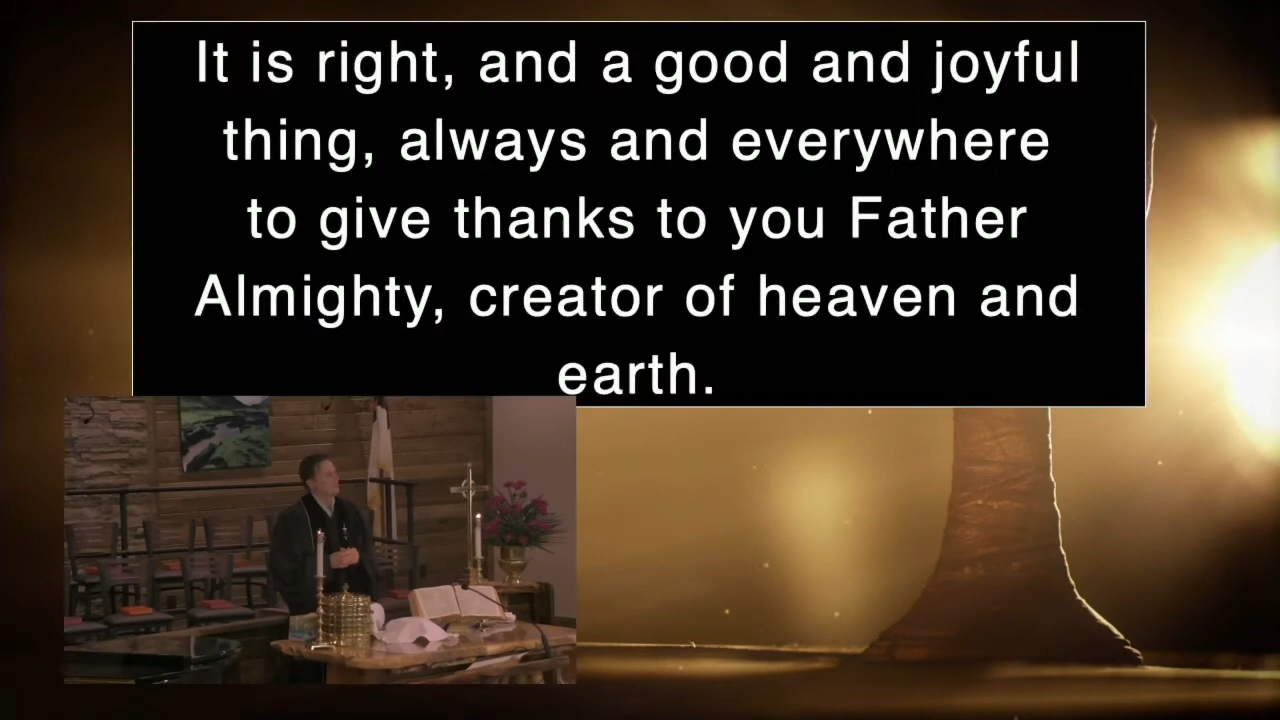 It is right, and a good and joyful
thing, always and everywhere
to give thanks to you Father
Almighty, creator of heaven and
earth.